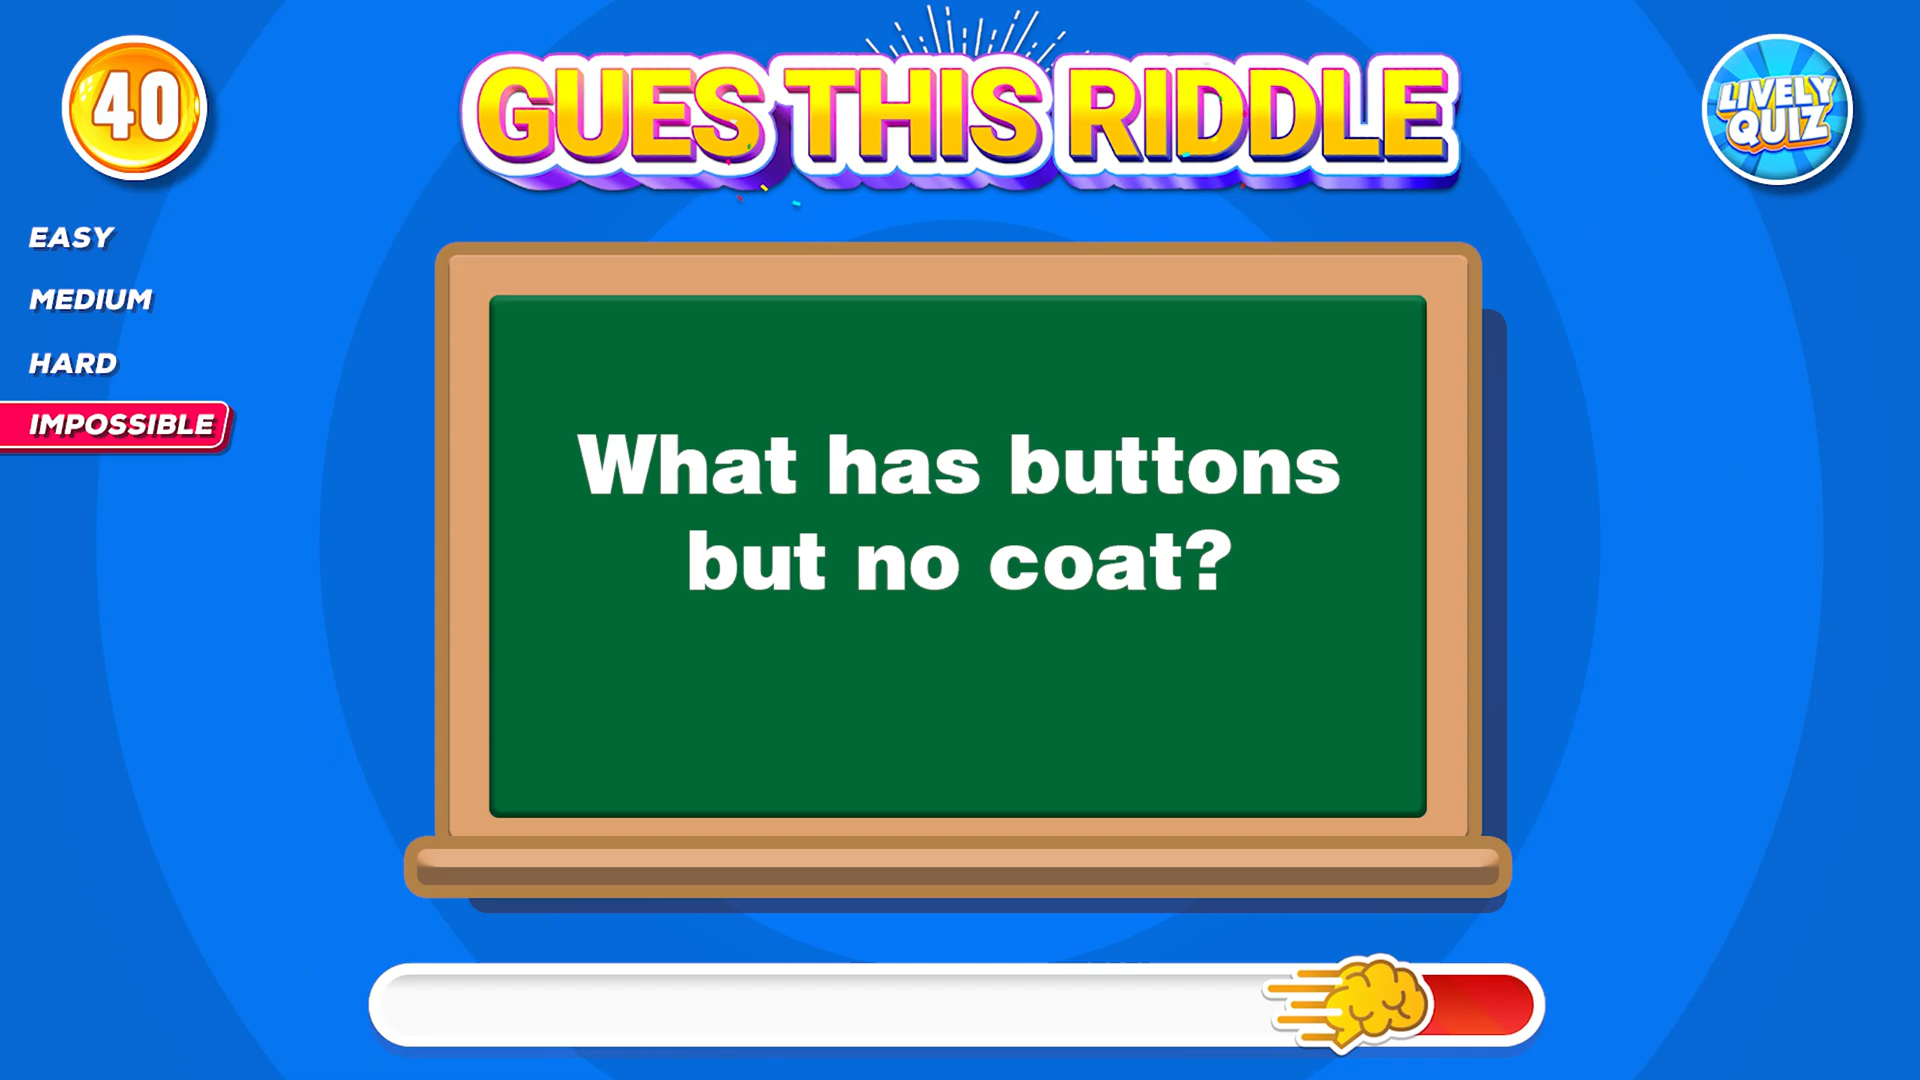 40
GUES THIS RIDDLE
LIVELY
QUIZ
EASY
MEDIUM
HARD
IMPOSSIBLE
What has buttons
but no coat?